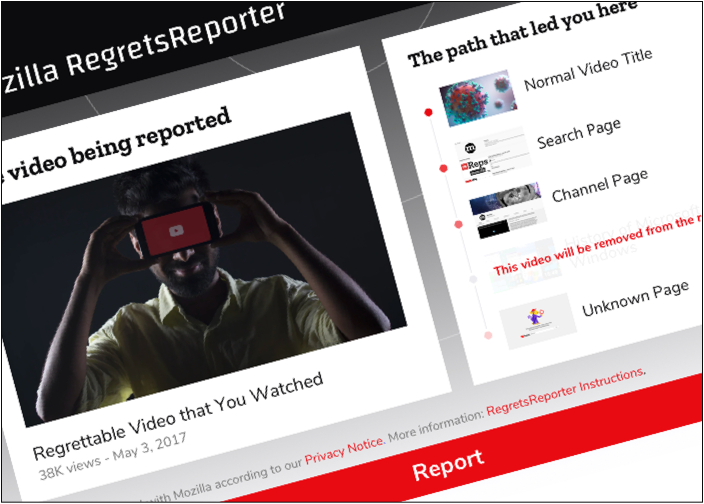 zilla RegretsReporter
video being reported
Regrettable Video that You Watched
38K views - May 3, 2017
The path that led you here
Normal Video Title
Search Page
Channel Page
This video will be removed from the r
Windows
Unknown Page
with Mozilla according to our Privacy Notice. More information: RegretsReporter Instructions.
Report